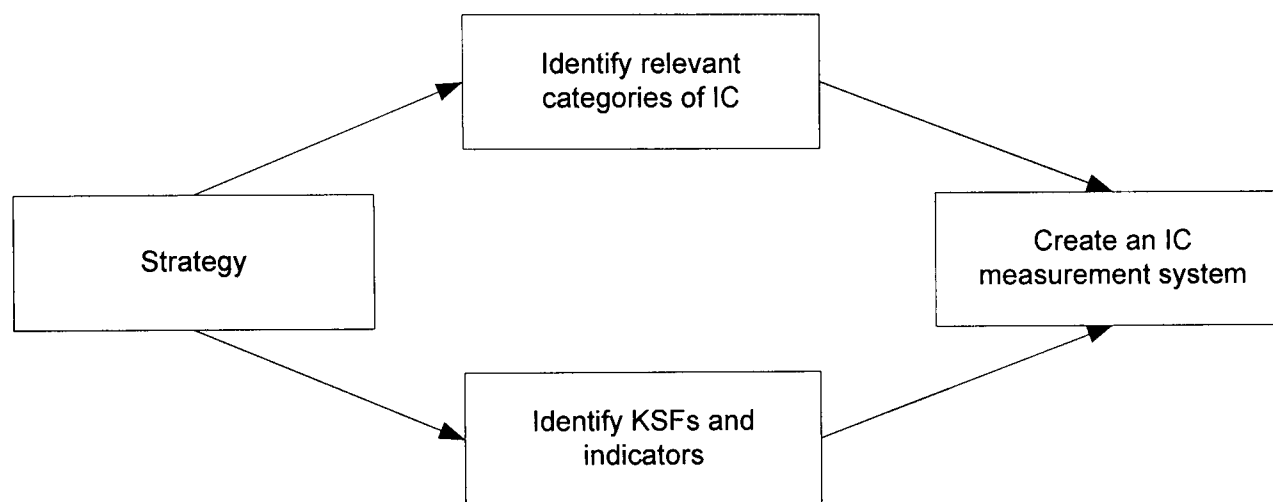 Identify relevant
categories of IC
Strategy
Create an IC
measurement system
Identify KSFs and
indicators